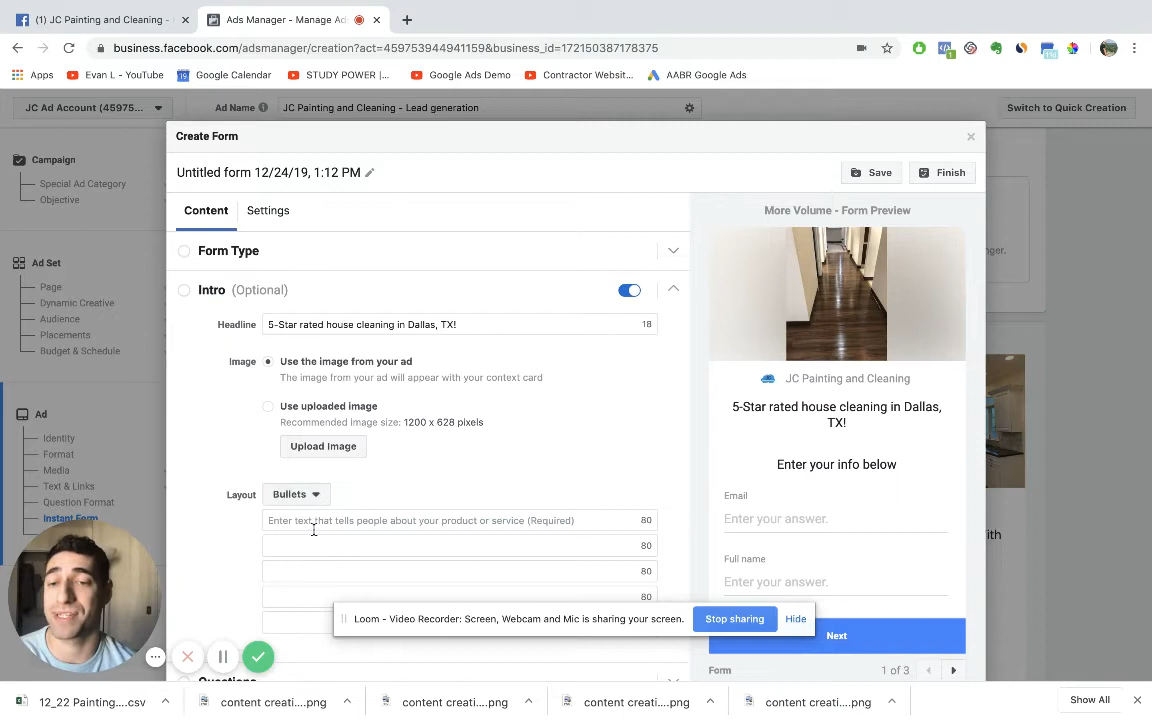 (1) JC Painting and Cleaning -
Ads Manager - Manage Ads
business.facebook.com/adsmanager/creation?act=459753944941159&business_id=172150387178375
Apps
Evan L - YouTube
Google Calendar
STUDY POWER |...
Google Ads Demo
Contractor Websit...
AABR Google Ads
JC Ad Account (45975...
Ad Name
JC Painting and Cleaning - Lead generation
Switch to Quick Creation
Campaign
Special Ad Category
Objective
Ad Set
Page
Dynamic Creative
Audience
Placements
Budget & Schedule
Ad
Identity
Format
Media
Text & Links
Question Format
Instant Form
Create Form
Untitled form 12/24/19, 1:12 PM
Save
Finish
Content
Settings
Form Type
Intro (Optional)
Headline
5-Star rated house cleaning in Dallas, TX!
18
Image
Use the image from your ad
The image from your ad will appear with your context card
Use uploaded image
Recommended image size: 1200 x 628 pixels
Upload Image
Layout
Bullets
Enter text that tells people about your product or service (Required)
80
80
80
80
Questions
More Volume - Form Preview
JC Painting and Cleaning
5-Star rated house cleaning in Dallas,
TX!
Enter your info below
Email
Enter your answer.
Full name
Enter your answer.
Next
Form
1 of 3
nger.
ith
Loom - Video Recorder: Screen, Webcam and Mic is sharing your screen.
Stop sharing
Hide
12_22 Painting....csv
content creati....png
content creati....png
content creati....png
content creati....png
Show All